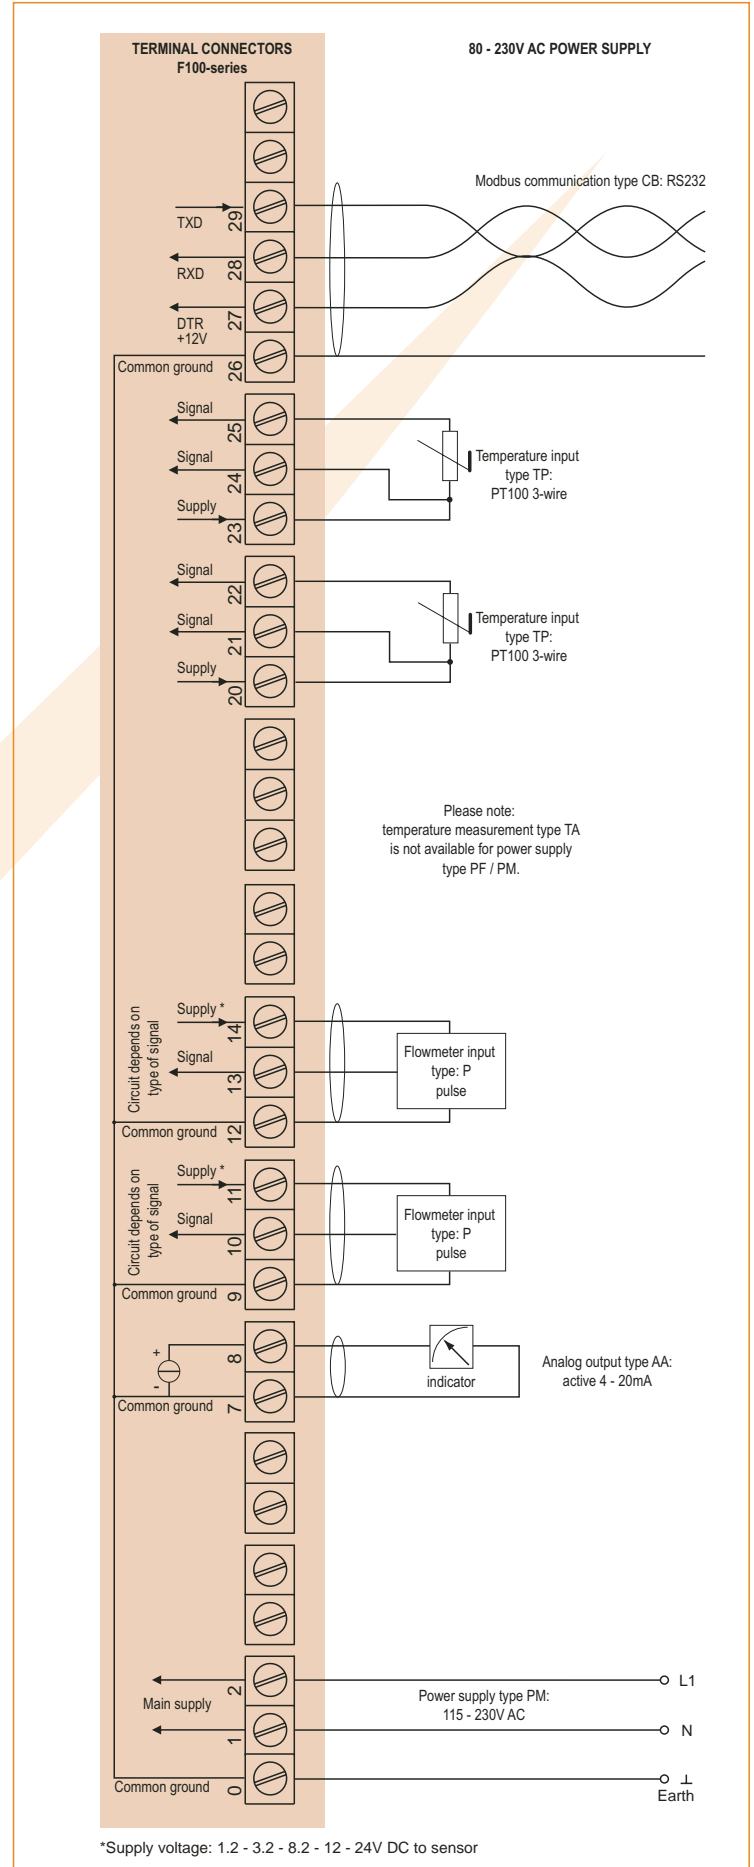 TERMINAL CONNECTORS
F100-series
80 - 230V AC POWER SUPPLY
Modbus communication type CB: RS232
TXD
29
RXD
28
DTR
+12V
27
Common ground
26
Signal
25
Signal
24
Supply
23
Temperature input
type TP:
PT100 3-wire
Signal
22
Signal
21
Supply
20
Temperature input
type TP:
PT100 3-wire
Please note:
temperature measurement type TA
is not available for power supply
type PF / PM.
Circuit depends on
type of signal
Supply *
14
Signal
13
Common ground
12
Flowmeter input
type: P
pulse
Circuit depends on
type of signal
Supply *
11
Signal
10
Common ground
9
Flowmeter input
type: P
pulse
+
-
8
Common ground
7
indicator
Analog output type AA:
active 4 - 20mA
2
Main supply
1
Common ground
0
Power supply type PM:
115 - 230V AC
L1
N
Earth
*Supply voltage: 1.2 - 3.2 - 8.2 - 12 - 24V DC to sensor